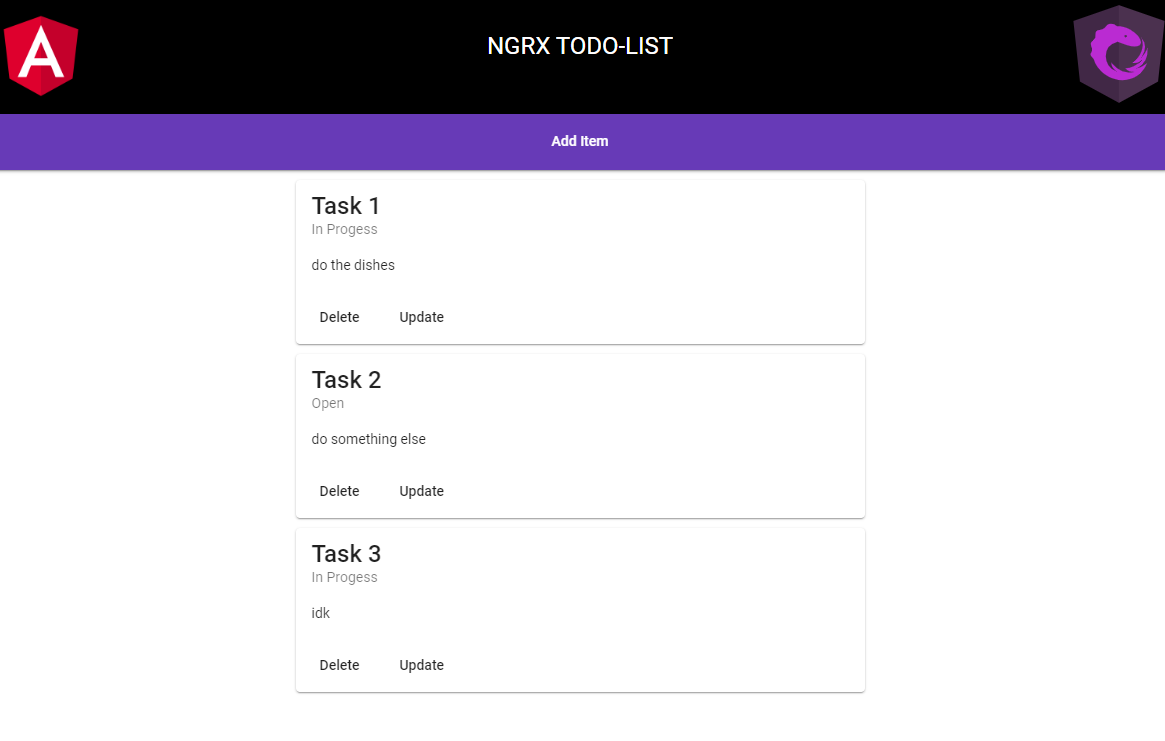 NGRX TODO-LIST
Add Item
Task 1
In Progess
do the dishes
Delete Update
Task 2
Open
do something else
Delete Update
Task 3
In Progess
idk
Delete Update